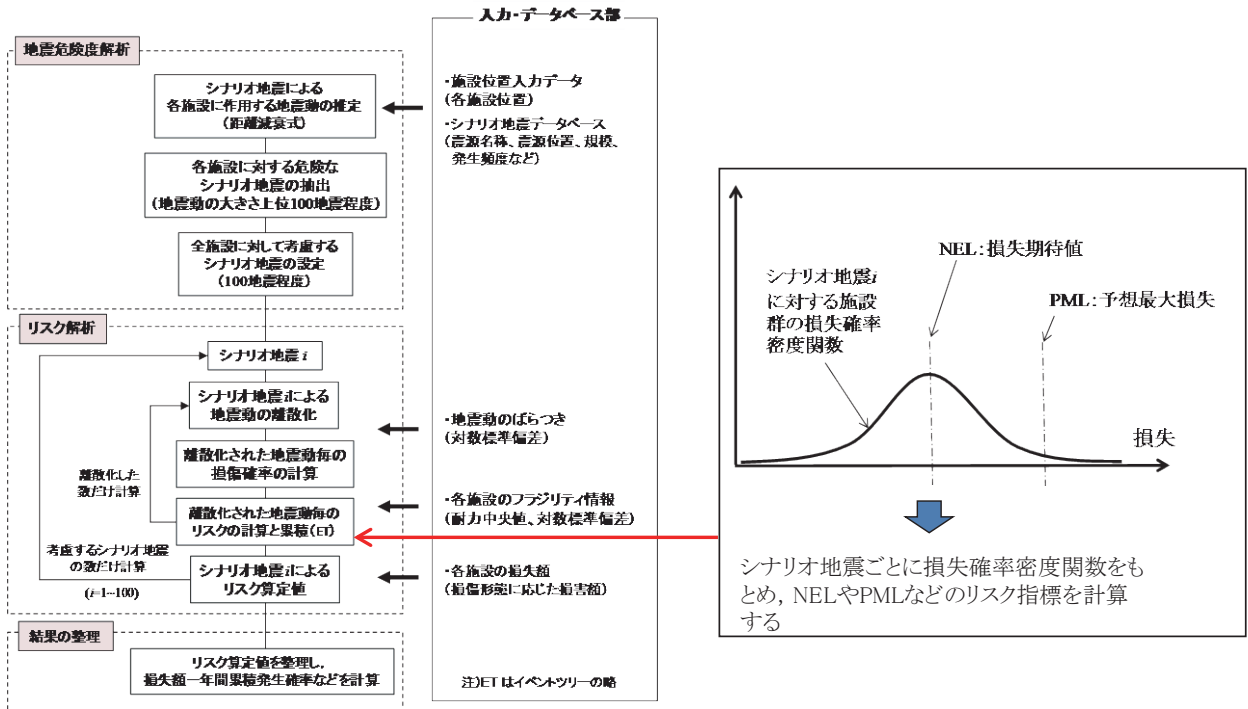 入力・データベース部
地震危険度解析
シナリオ地震による
各施設に作用する地震動の推定
(距離減衰式)
各施設に対する危険な
シナリオ地震の抽出
(地震動の大きさ上位100地震程度)
全施設に対して考慮する
シナリオ地震の設定
(100地震程度)
・施設位置入力データ
(各施設位置)
・シナリオ地震データベース
(震源名称、震源位置、規模、
発生頻度など)
リスク解析
シナリオ地震 i
シナリオ地震iによる
地震動の離散化
離散化された地震動毎の
損傷確率の計算
離散化した
数だけ計算
離散化された地震動毎の
リスクの計算と累積(ET)
考慮するシナリオ地震
の数だけ計算
(i=1~100)
シナリオ地震iによる
リスク算定値
・地震動のばらつき
(対数標準偏差)
・各施設のフラジリティ情報
(耐力中央値、対数標準偏差)
・各施設の損失額
(損傷形態に応じた損害額)
結果の整理
リスク算定値を整理し,
損失額ー年間累積発生確率などを計算
注)ET はイベントツリーの略
NEL:損失期待値
シナリオ地震i
に対する施設
群の損失確率
密度関数
PML:予想最大損失
損失
シナリオ地震ごとに損失確率密度関数をも
とめ, NELやPMLなどのリスク指標を計算
する